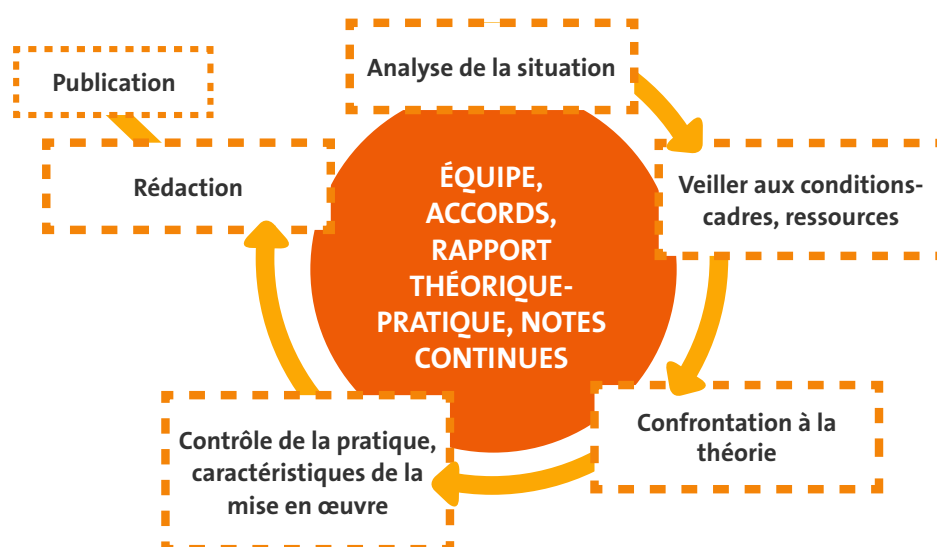 Analyse de la situation
Veiller aux conditions-
cadres, ressources
Confrontation à la
théorie
Contrôle de la pratique,
caractéristiques de la
mise en œuvre
Rédaction
Publication
ÉQUIPE,
ACCORDS,
RAPPORT
THÉORIQUE-
PRATIQUE, NOTES
CONTINUES